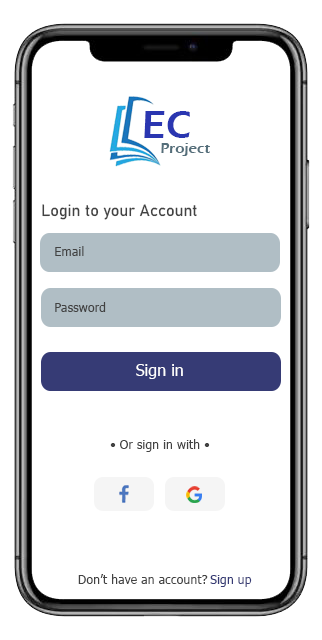 EC
Project
Login to your Account
Email
Password
Sign in
• Or sign in with •
f
G
Don't have an account? Sign up